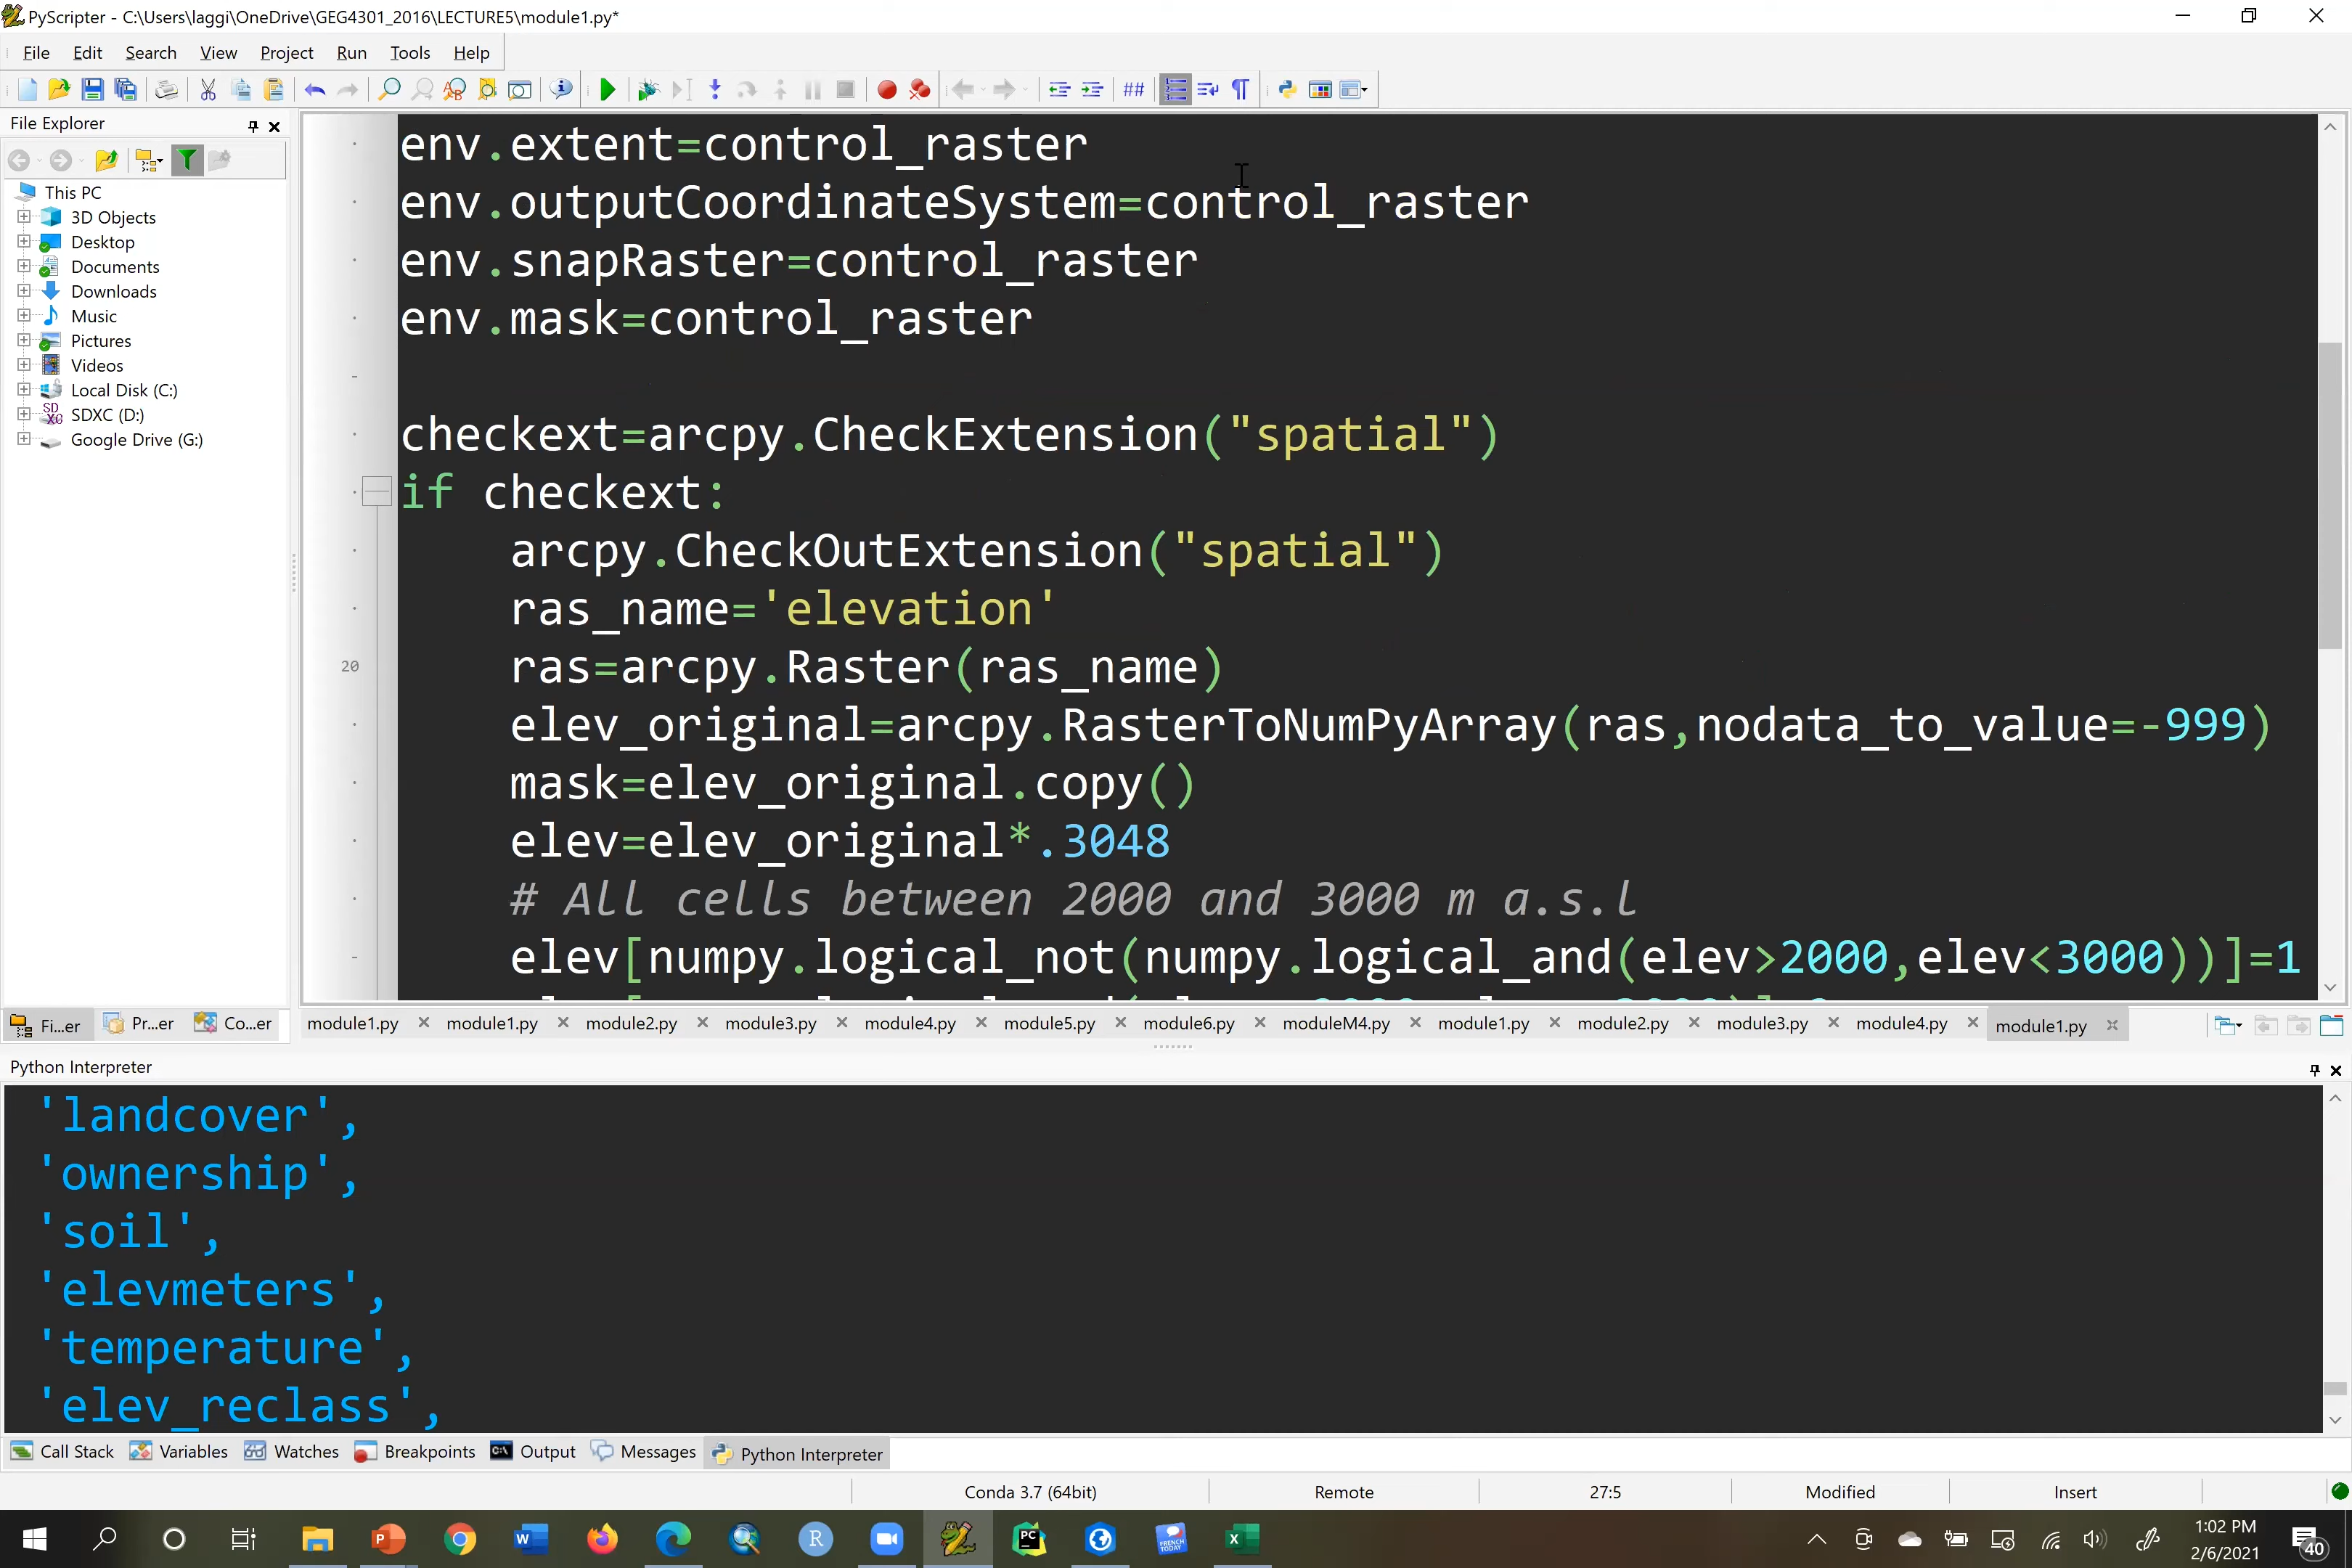 PyScripter - C:\Users\laggi\OneDrive\GEG4301_2016\LECTURE5\module1.py*
File Edit Search View Project Run Tools Help
File Explorer
This PC
3D Objects
Desktop
Documents
Downloads
Music
Pictures
Videos
Local Disk (C:)
SDXC (D:)
Google Drive (G:)
Fi...er Pr...er Co...er
env.extent=control_raster
env.outputCoordinateSystem=control_raster
env.snapRaster=control_raster
env.mask=control_raster
checkext=arcpy.CheckExtension("spatial")
if checkext:
arcpy.CheckOutExtension("spatial")
ras_name='elevation'
20 ras=arcpy.Raster(ras_name)
elev_original=arcpy.RasterToNumPyArray(ras,nodata_to_value=-999)
mask=elev_original.copy()
elev=elev_original*.3048
# All cells between 2000 and 3000 m a.s.l
elev[numpy.logical_not(numpy.logical_and(elev>2000,elev<3000))]=1
module1.py module1.py module2.py module3.py module4.py module5.py module6.py moduleM4.py module1.py module2.py module3.py module4.py module1.py
Python Interpreter
'landcover',
'ownership',
'soil',
'elevmeters',
'temperature',
'elev_reclass',
Call Stack Variables Watches Breakpoints Output Messages Python Interpreter
Conda 3.7 (64bit) Remote 27:5 Modified Insert
1:02 PM
2/6/2021
40